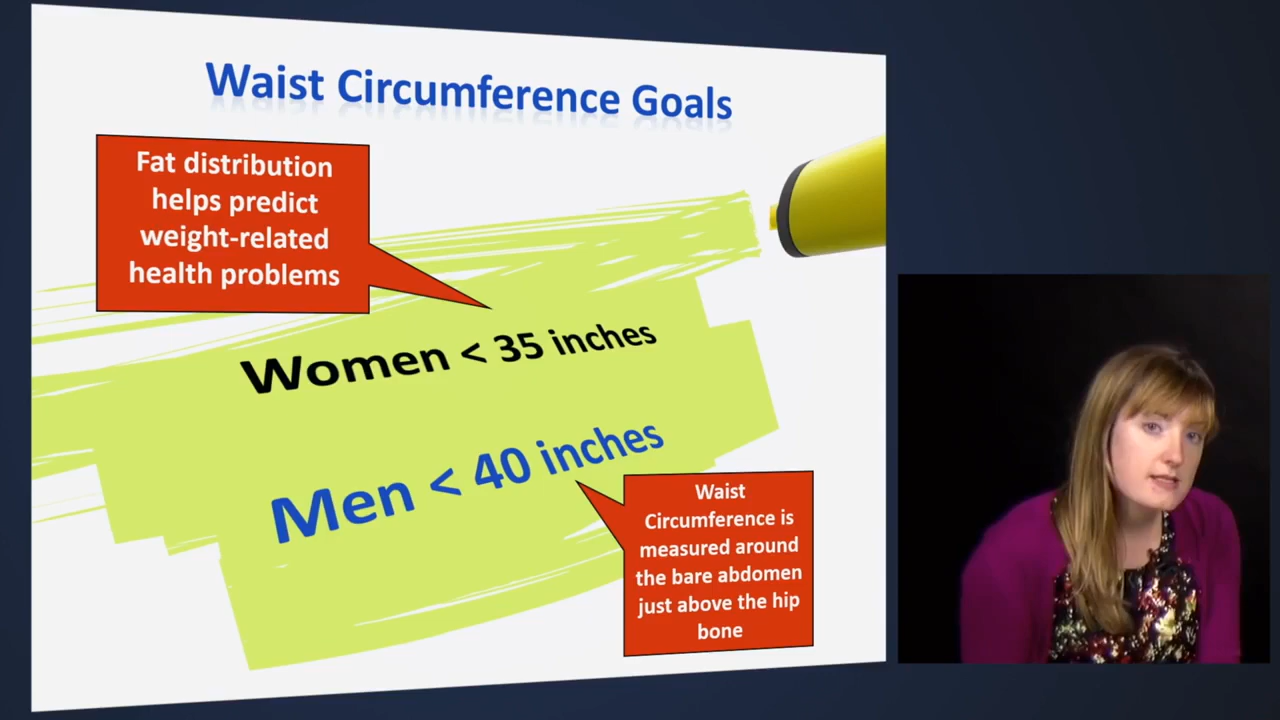 Waist Circumference Goals
Fat distribution
helps predict
weight-related
health problems
Women < 35 inches
Men < 40 inches
Waist
Circumference is
measured around
the bare abdomen
just above the hip
bone